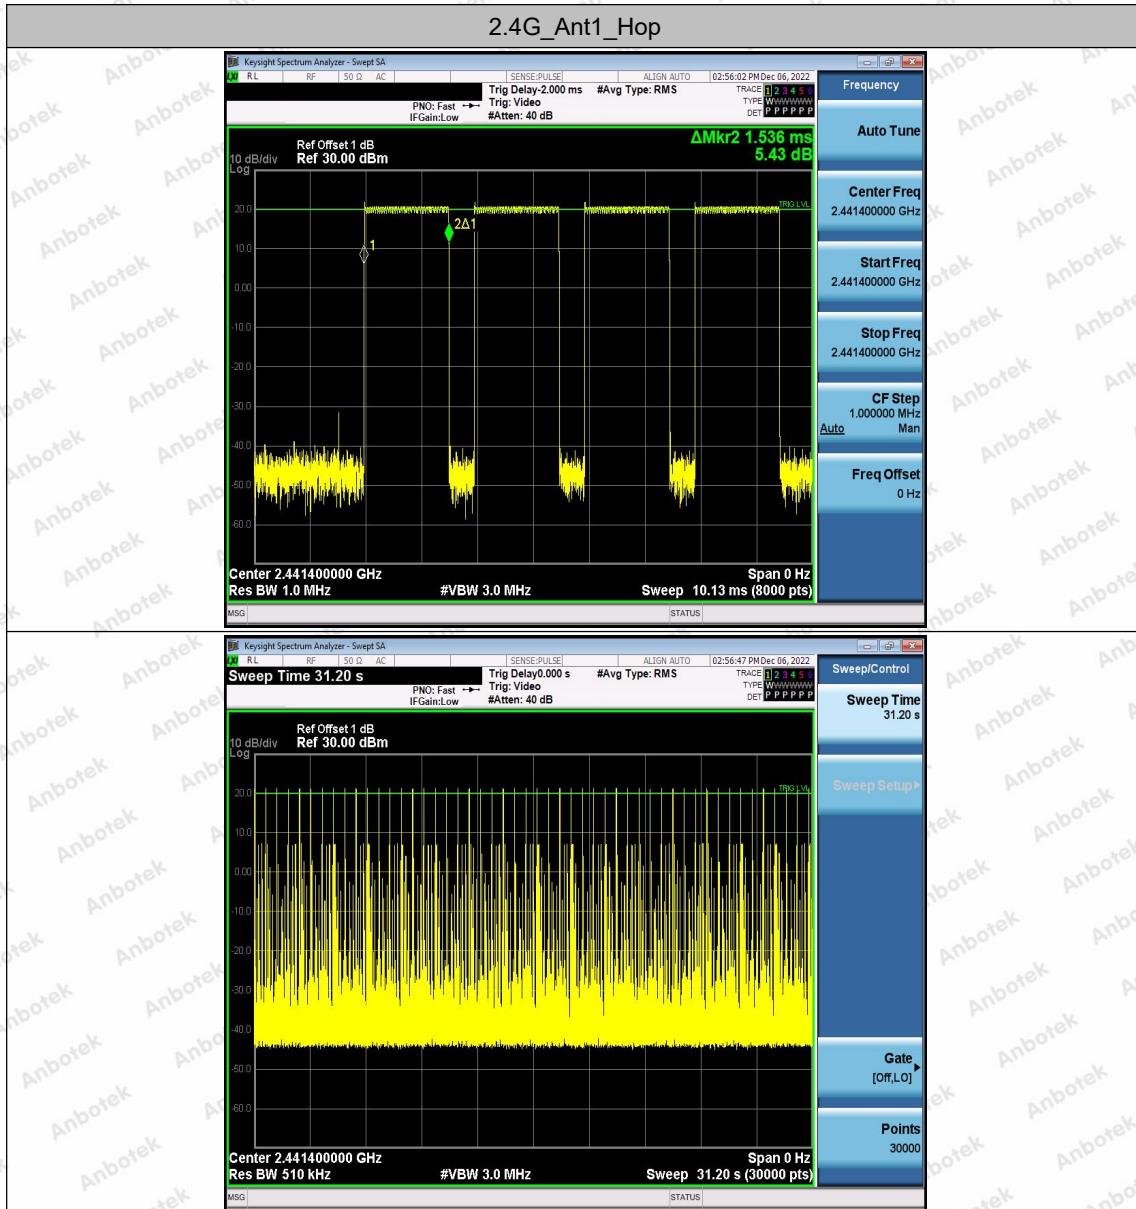 2.4G_Ant1_Hop
Keysight Spectrum Analyzer - Swept SA
LXI RL RF 50 Ω AC SENSE:PULSE ALIGN AUTO 02:56:02 PM Dec 06, 2022
PNO: Fast
IFGain:Low
Trig Delay-2.000 ms
Trig: Video
#Atten: 40 dB
#Avg Type: RMS
TRACE 1 2 3 4 5 6
TYPE WWWWWW
DET P P P P P P
Frequency
Auto Tune
Center Freq
2.441400000 GHz
Start Freq
2.441400000 GHz
Stop Freq
2.441400000 GHz
CF Step
1.000000 MHz
Auto Man
Freq Offset
0 Hz
ΔMkr2 1.536 ms
5.43 dB
Ref Offset 1 dB
10 dB/div Ref 30.00 dBm
Log
20.0
10.0
0.00
-10.0
-20.0
-30.0
-40.0
-50.0
-60.0
TRIG LVL
1
2Δ1
Center 2.441400000 GHz Span 0 Hz
Res BW 1.0 MHz #VBW 3.0 MHz Sweep 10.13 ms (8000 pts)
MSG STATUS
Keysight Spectrum Analyzer - Swept SA
LXI RL RF 50 Ω AC SENSE:PULSE ALIGN AUTO 02:56:47 PM Dec 06, 2022
Sweep Time 31.20 s
PNO: Fast
IFGain:Low
Trig Delay0.000 s
Trig: Video
#Atten: 40 dB
#Avg Type: RMS
TRACE 1 2 3 4 5 6
TYPE WWWWWW
DET P P P P P P
Sweep/Control
Sweep Time
31.20 s
Sweep Setup
Gate
[Off,LO]
Points
30000
Ref Offset 1 dB
10 dB/div Ref 30.00 dBm
Log
20.0
10.0
0.00
-10.0
-20.0
-30.0
-40.0
-50.0
-60.0
TRIG LVL
Center 2.441400000 GHz Span 0 Hz
Res BW 510 kHz #VBW 3.0 MHz Sweep 31.20 s (30000 pts)
MSG STATUS
Anbotek